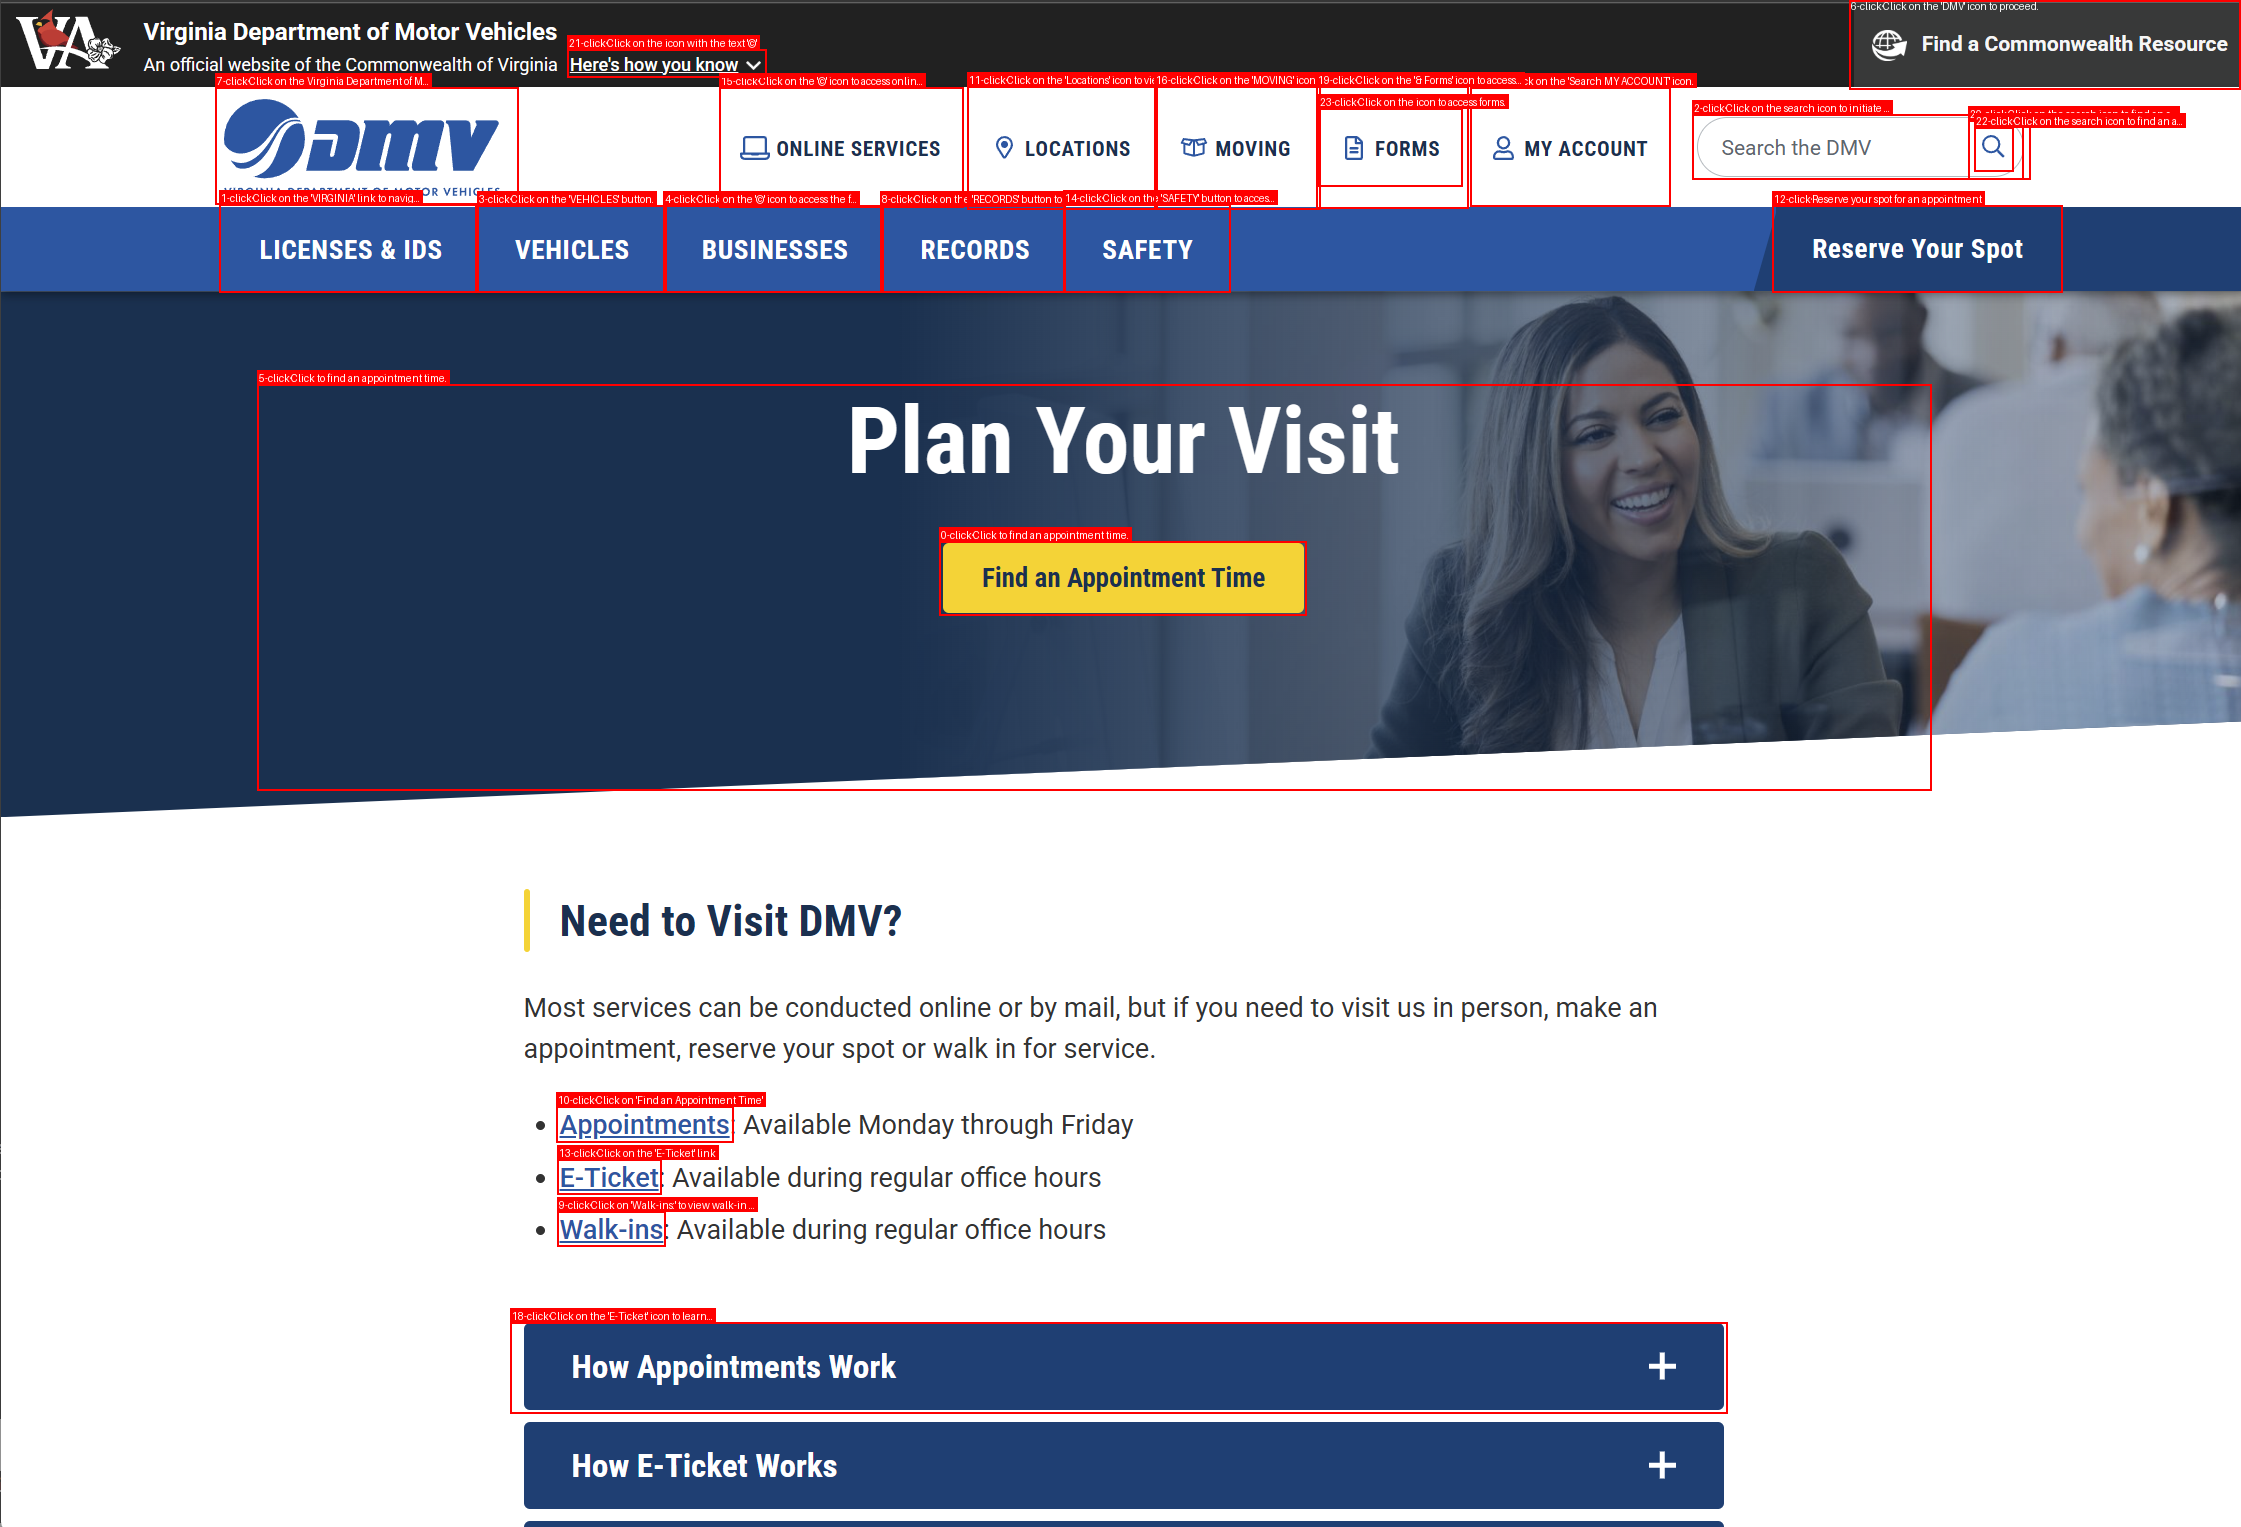 6-clickClick on the 'DMV' icon to proceed.
Virginia Department of Motor Vehicles
21-clickClick on the icon with the text '©'
Find a Commonwealth Resource
An official website of the Commonwealth of Virginia
Here's how you know
7-clickClick on the Virginia Department of M...
15-clickClick on the '©' icon to access onlin...
11-clickClick on the 'Locations' icon to vi
16-clickClick on the 'MOVING' icon
19-clickClick on the '& Forms' icon to access...
ck on the 'Search MY ACCOUNT' icon.
23-clickClick on the icon to access forms.
2-clickClick on the search icon to initiate ...
22-clickClick on the search icon to find an a...
DMV
ONLINE SERVICES
LOCATIONS
MOVING
FORMS
MY ACCOUNT
Search the DMV
1-clickClick on the 'VIRGINIA' link to navig...
3-clickClick on the 'VEHICLES' button.
4-clickClick on the '©' icon to access the f...
8-clickClick on the 'RECORDS' button to
14-clickClick on the 'SAFETY' button to acces...
12-clickReserve your spot for an appointment
LICENSES & IDS
VEHICLES
BUSINESSES
RECORDS
SAFETY
Reserve Your Spot
5-clickClick to find an appointment time.
Plan Your Visit
0-clickClick to find an appointment time.
Find an Appointment Time
Need to Visit DMV?
Most services can be conducted online or by mail, but if you need to visit us in person, make an
appointment, reserve your spot or walk in for service.
10-clickClick on 'Find an Appointment Time'
• Appointments: Available Monday through Friday
13-clickClick on the 'E-Ticket' link
• E-Ticket: Available during regular office hours
9-clickClick on 'Walk-ins:' to view walk-in ...
• Walk-ins: Available during regular office hours
18-clickClick on the 'E-Ticket' icon to learn...
How Appointments Work
How E-Ticket Works